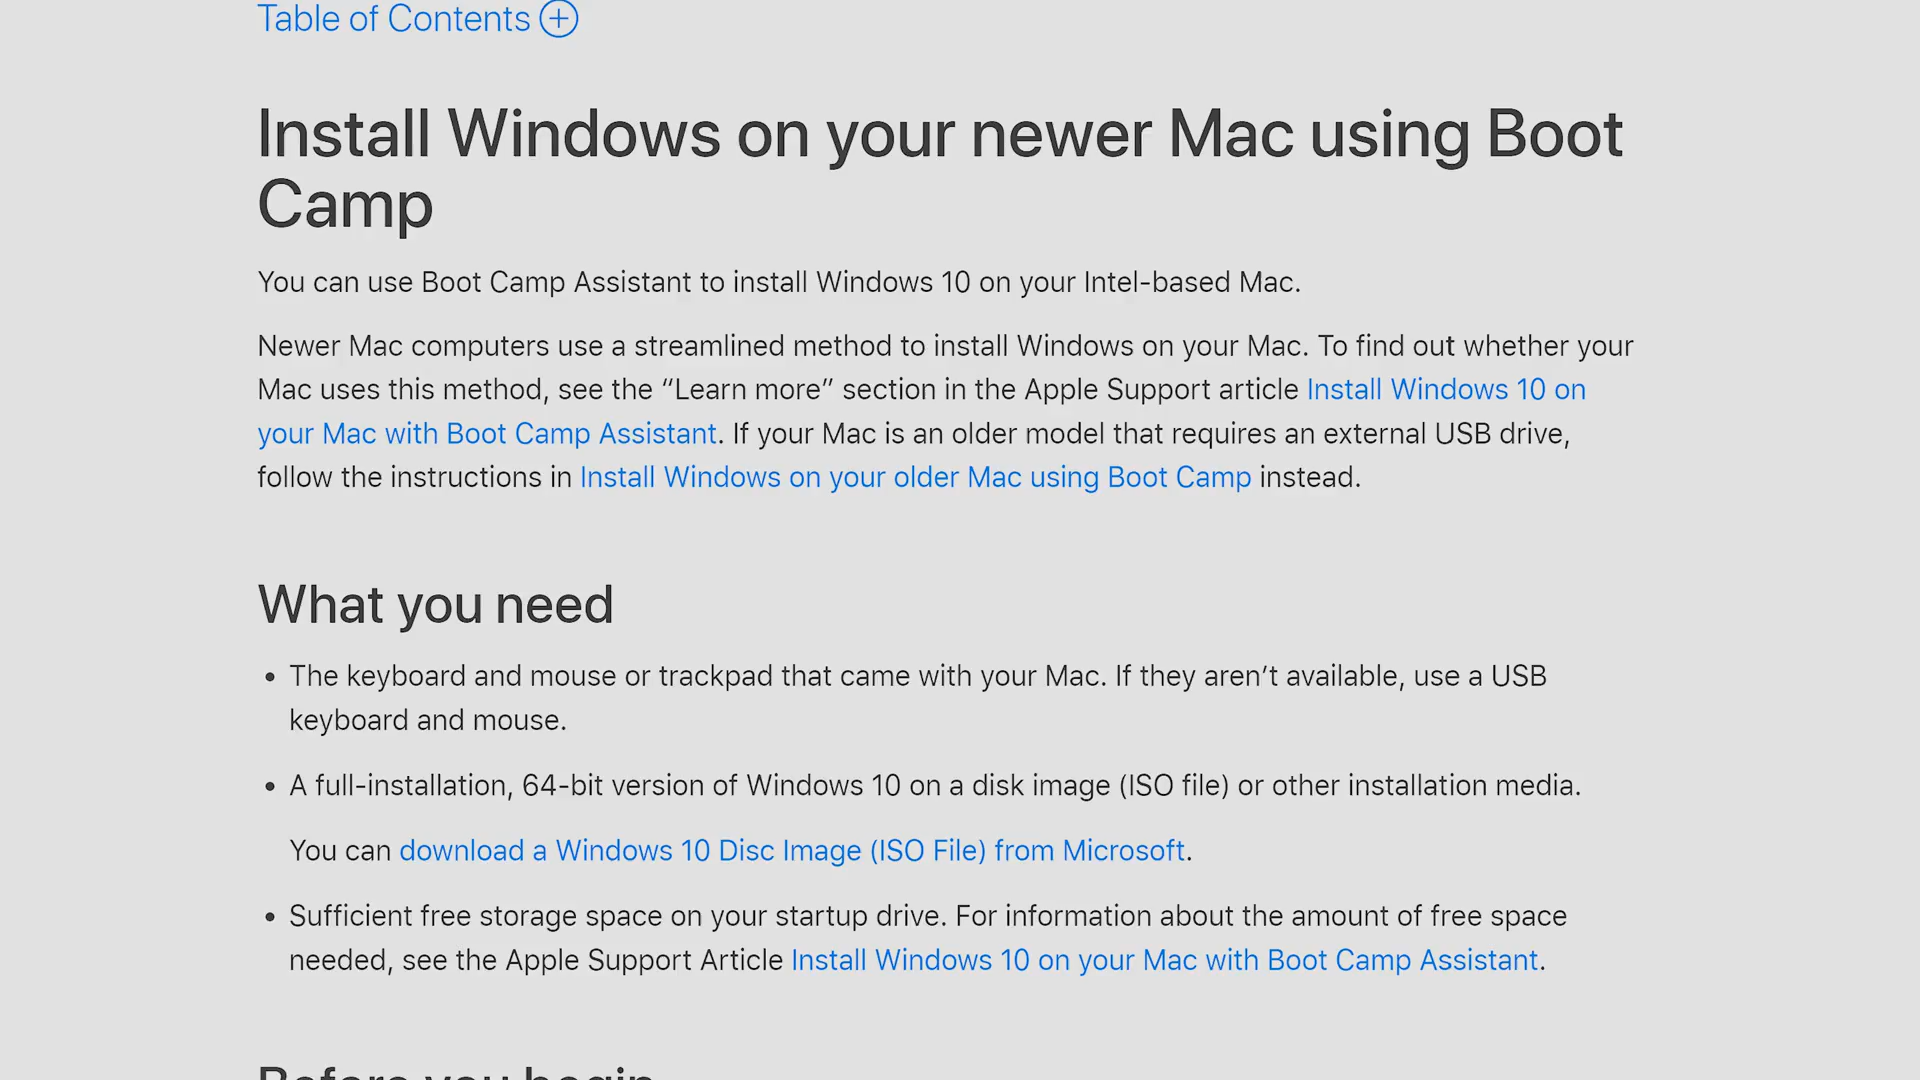 Table of Contents
Install Windows on your newer Mac using Boot
Camp
You can use Boot Camp Assistant to install Windows 10 on your Intel-based Mac.
Newer Mac computers use a streamlined method to install Windows on your Mac. To find out whether your
Mac uses this method, see the “Learn more” section in the Apple Support article Install Windows 10 on
your Mac with Boot Camp Assistant. If your Mac is an older model that requires an external USB drive,
follow the instructions in Install Windows on your older Mac using Boot Camp instead.
What you need
• The keyboard and mouse or trackpad that came with your Mac. If they aren’t available, use a USB
keyboard and mouse.
• A full-installation, 64-bit version of Windows 10 on a disk image (ISO file) or other installation media.
You can download a Windows 10 Disc Image (ISO File) from Microsoft.
• Sufficient free storage space on your startup drive. For information about the amount of free space
needed, see the Apple Support Article Install Windows 10 on your Mac with Boot Camp Assistant.
Before you begin